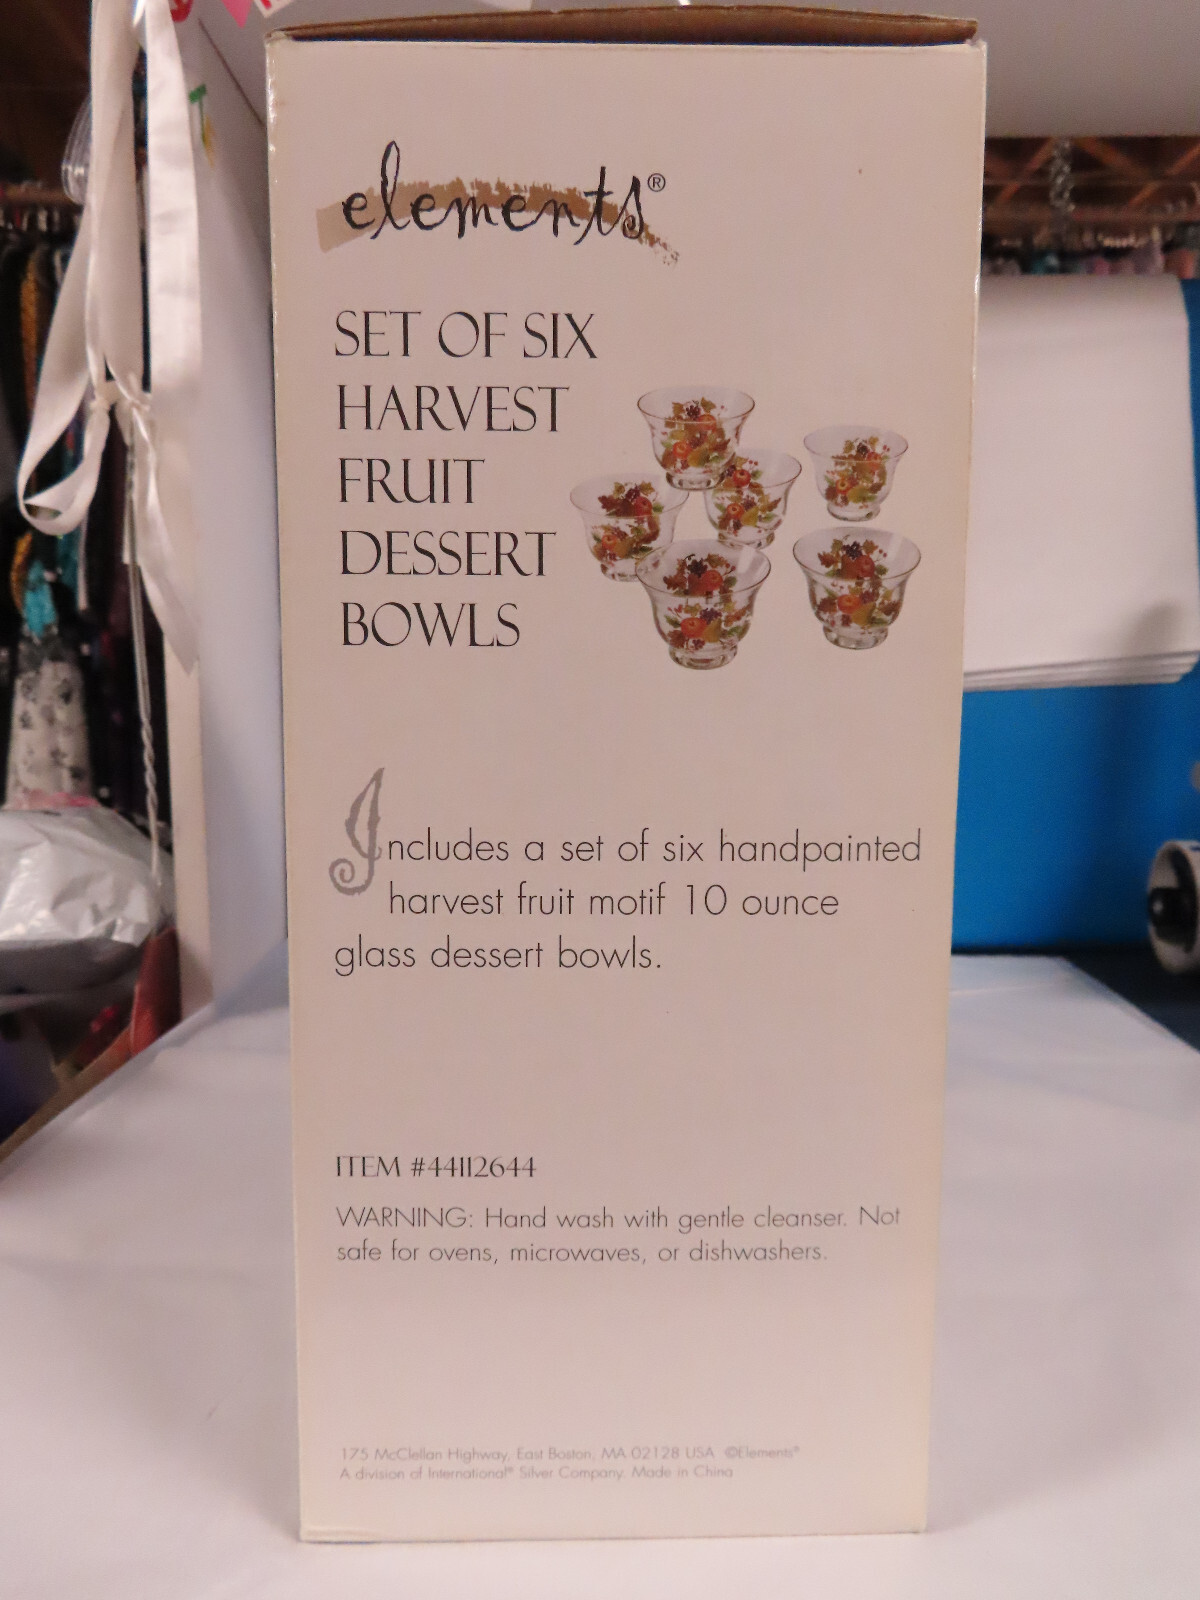 elements®
SET OF SIX
HARVEST
FRUIT
DESSERT
BOWLS
Includes a set of six handpainted
harvest fruit motif 10 ounce
glass dessert bowls.
ITEM #44112644
WARNING: Hand wash with gentle cleanser. Not
safe for ovens, microwaves, or dishwashers.
175 McClellan Highway, East Boston, MA 02128 USA ©Elements®
A division of International® Silver Company. Made in China